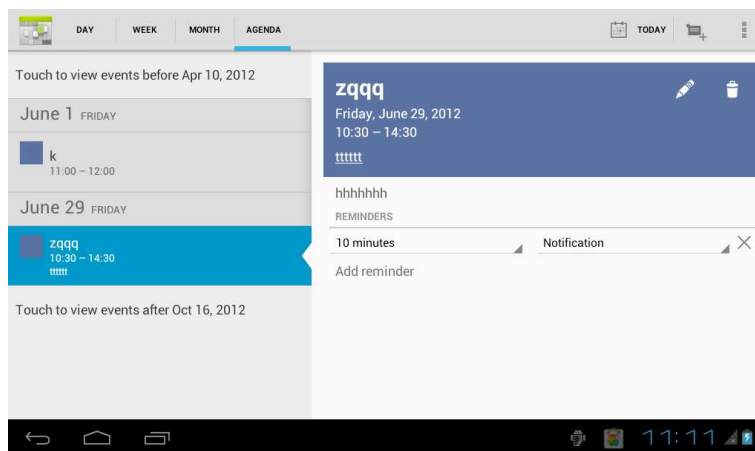 DAY WEEK MONTH AGENDA TODAY
Touch to view events before Apr 10, 2012
June 1 FRIDAY
k
11:00 – 12:00
June 29 FRIDAY
zqqq
10:30 – 14:30
tttttt
Touch to view events after Oct 16, 2012
zqqq
Friday, June 29, 2012
10:30 – 14:30
tttttt
hhhhhhh
REMINDERS
10 minutes Notification
Add reminder
11:11